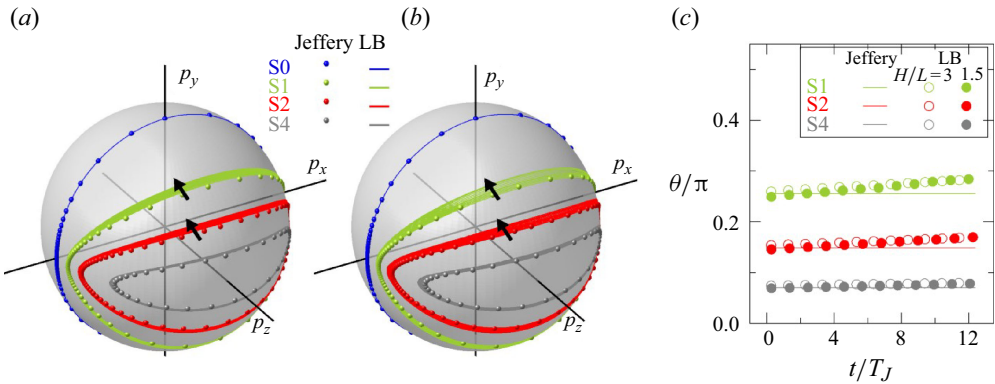 (a)
(b)
(c)
Jeffery LB
S0
S1
S2
S4
p_y
p_x
p_z
p_y
p_x
p_z
Jeffery LB
H/L=3 1.5
S1
S2
S4
θ/π
0.4
0.2
0
0 4 8 12
t/T_J